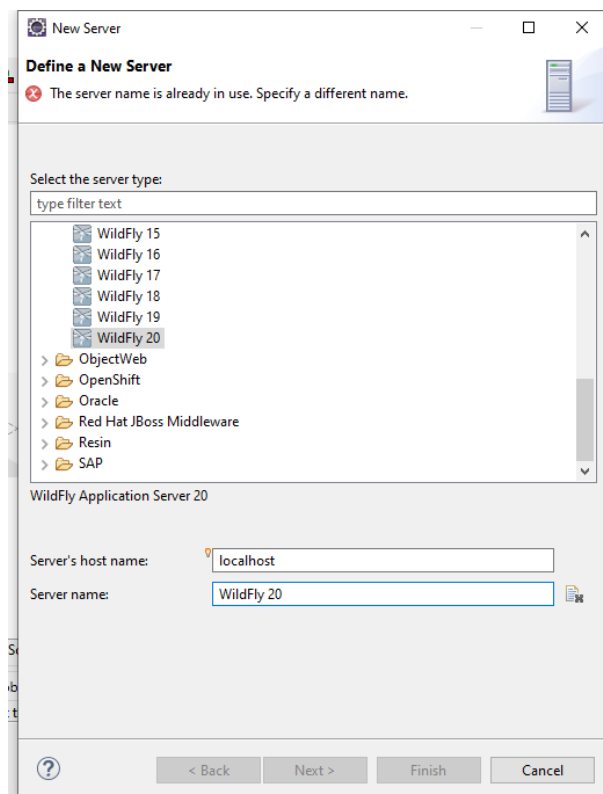 New Server
Define a New Server
The server name is already in use. Specify a different name.
Select the server type:
type filter text
WildFly 15
WildFly 16
WildFly 17
WildFly 18
WildFly 19
WildFly 20
ObjectWeb
OpenShift
Oracle
Red Hat JBoss Middleware
Resin
SAP
WildFly Application Server 20
Server's host name: localhost
Server name: WildFly 20
? < Back Next > Finish Cancel